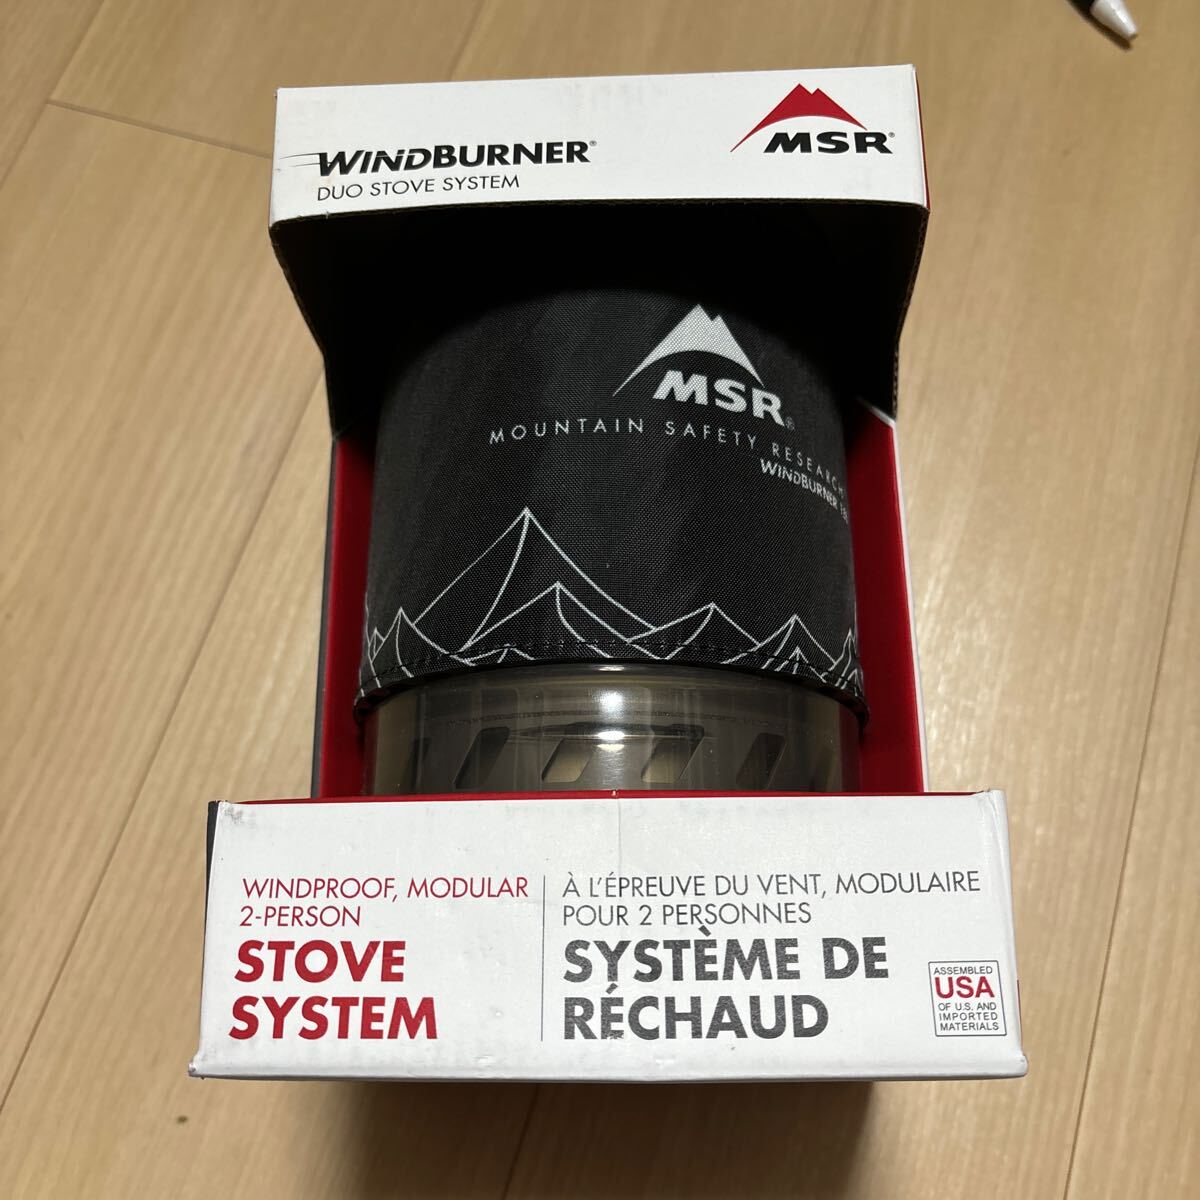 WINDBURNER®
DUO STOVE SYSTEM
MSR®
MSR®
MOUNTAIN SAFETY RESEARCH
WINDBURNER
WINDPROOF, MODULAR
2-PERSON
STOVE
SYSTEM
À L'ÉPREUVE DU VENT, MODULAIRE
POUR 2 PERSONNES
SYSTÈME DE
RÉCHAUD
ASSEMBLED
USA
OF U.S. AND
IMPORTED
MATERIALS